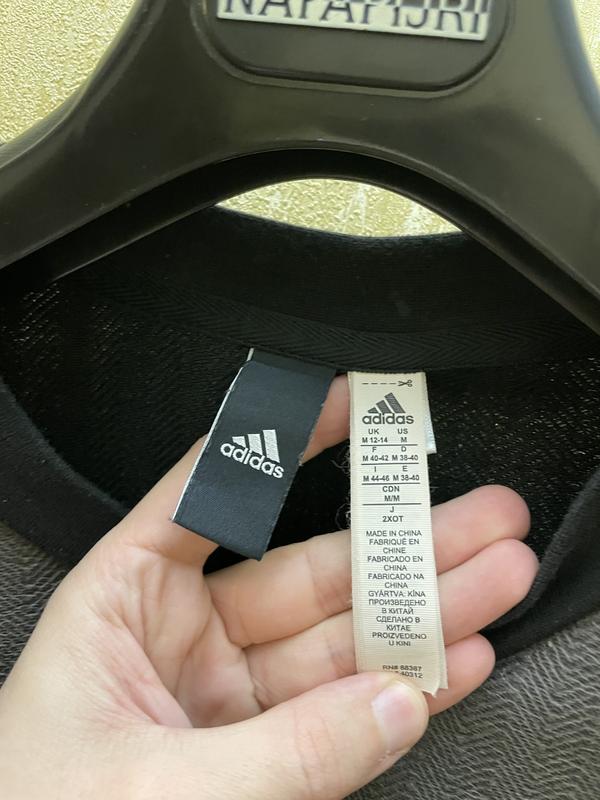 NAPAPIJRI
adidas
adidas
UK US
M 12-14 M
F D
M 40-42 M 38-40
I E
M 44-46 M 38-40
CDN
M/M
J
2XOT
MADE IN CHINA
FABRIQUÉ EN
CHINE
FABRICADO EN
CHINA
FABRICADO NA
CHINA
GYÁRTVA: KÍNA
ПРОИЗВЕДЕНО
В КИТАЙ
СДЕЛАНО В
КИТАЕ
PROIZVEDENO
U KINI
RN# 88387
40312